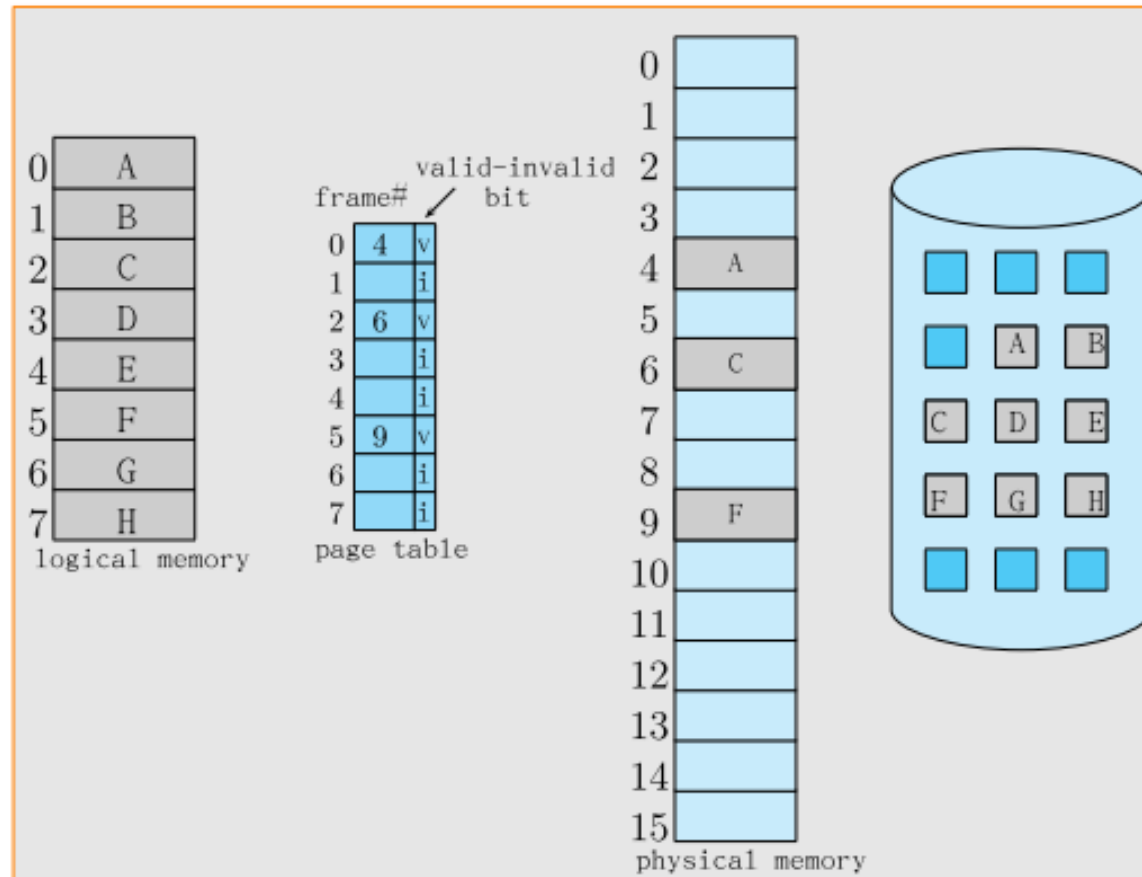 0 A
1 B
2 C
3 D
4 E
5 F
6 G
7 H
logical memory
valid-invalid
frame# bit
0 4 v
1 i
2 6 v
3 i
4 i
5 9 v
6 i
7 i
page table
0
1
2
3
4 A
5
6 C
7
8
9 F
10
11
12
13
14
15
physical memory
A B
C D E
F G H